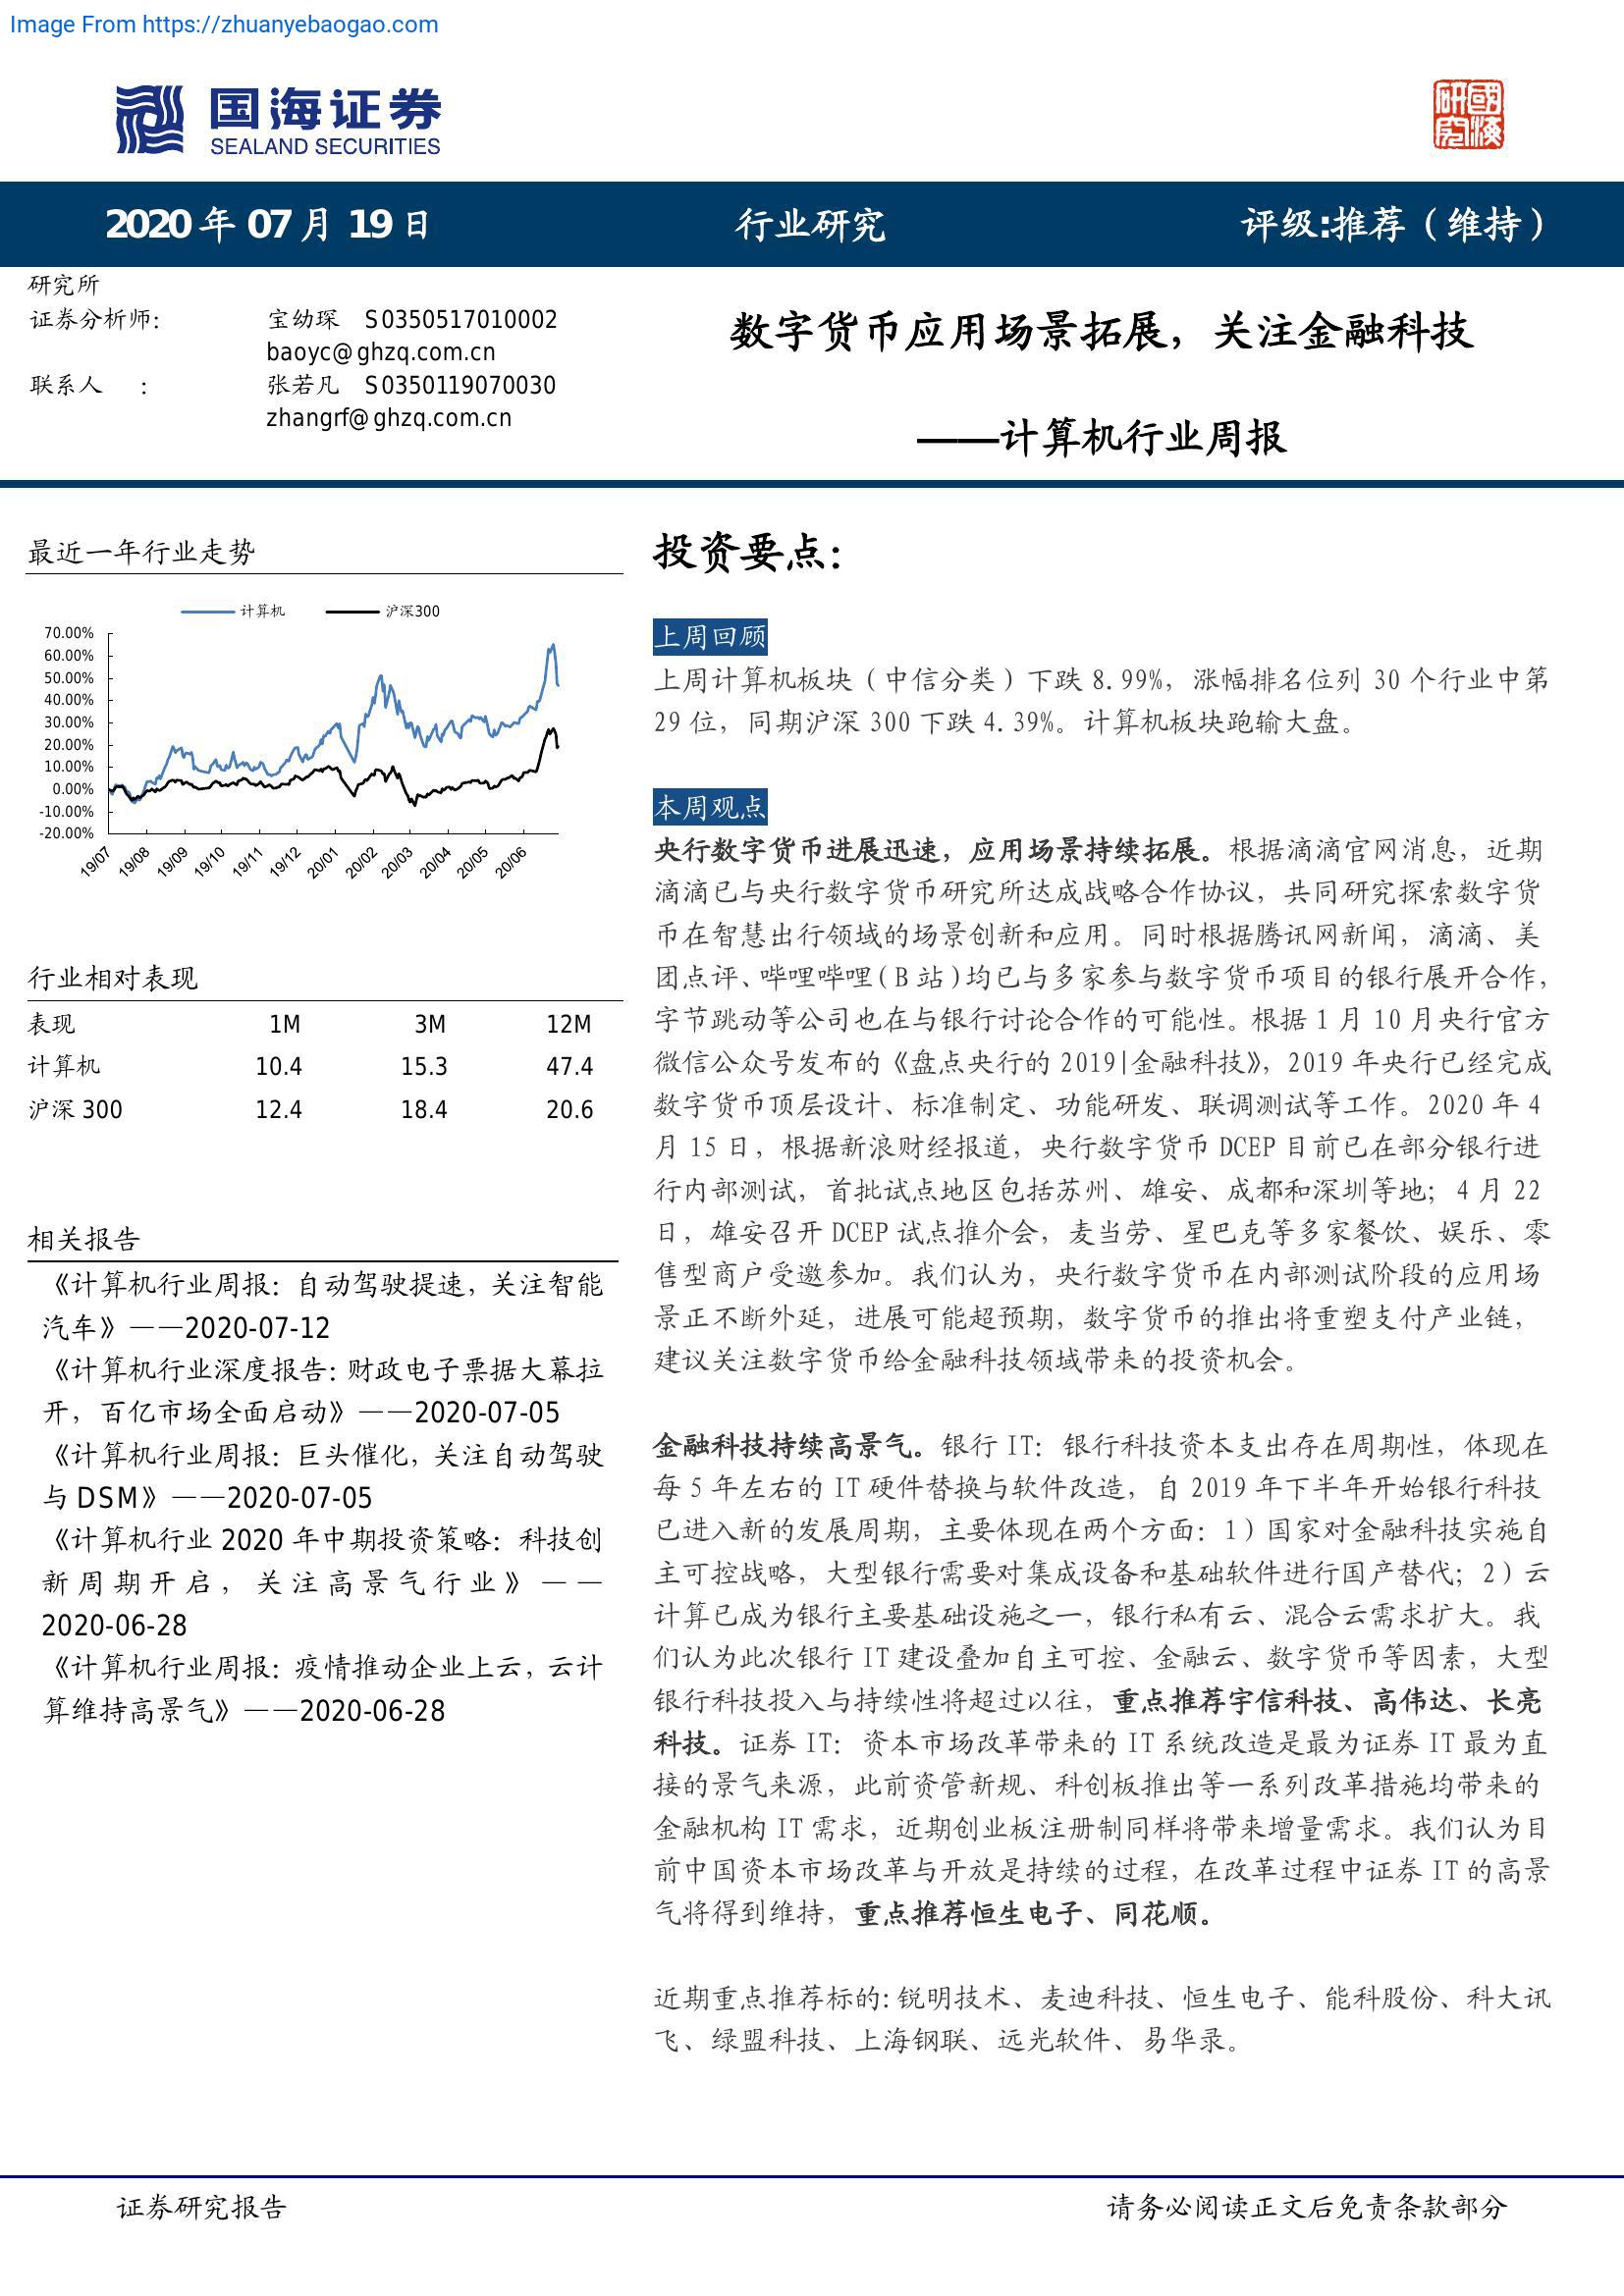 Image From https://zhuanyebaogao.com
国海证券
SEALAND SECURITIES
研國
究海
2020 年 07 月 19 日
行业研究
评级:推荐（维持）
研究所
证券分析师: 宝幼琛 S0350517010002
baoyc@ghzq.com.cn
联系人 : 张若凡 S0350119070030
zhangrf@ghzq.com.cn
数字货币应用场景拓展，关注金融科技
——计算机行业周报
最近一年行业走势
计算机 沪深300
70.00%
60.00%
50.00%
40.00%
30.00%
20.00%
10.00%
0.00%
-10.00%
-20.00%
19/07 19/08 19/09 19/10 19/11 19/12 20/01 20/02 20/03 20/04 20/05 20/06
行业相对表现
表现 1M 3M 12M
计算机 10.4 15.3 47.4
沪深 300 12.4 18.4 20.6
相关报告
《计算机行业周报：自动驾驶提速，关注智能
汽车》——2020-07-12
《计算机行业深度报告：财政电子票据大幕拉
开，百亿市场全面启动》——2020-07-05
《计算机行业周报：巨头催化，关注自动驾驶
与 DSM》——2020-07-05
《计算机行业 2020 年中期投资策略：科技创
新周期开启，关注高景气行业》——
2020-06-28
《计算机行业周报：疫情推动企业上云，云计
算维持高景气》——2020-06-28
投资要点：
上周回顾
上周计算机板块（中信分类）下跌 8.99%，涨幅排名位列 30 个行业中第
29 位，同期沪深 300 下跌 4.39%。计算机板块跑输大盘。
本周观点
央行数字货币进展迅速，应用场景持续拓展。根据滴滴官网消息，近期
滴滴已与央行数字货币研究所达成战略合作协议，共同研究探索数字货
币在智慧出行领域的场景创新和应用。同时根据腾讯网新闻，滴滴、美
团点评、哔哩哔哩(B 站)均已与多家参与数字货币项目的银行展开合作，
字节跳动等公司也在与银行讨论合作的可能性。根据 1 月 10 月央行官方
微信公众号发布的《盘点央行的 2019|金融科技》，2019 年央行已经完成
数字货币顶层设计、标准制定、功能研发、联调测试等工作。2020 年 4
月 15 日，根据新浪财经报道，央行数字货币 DCEP 目前已在部分银行进
行内部测试，首批试点地区包括苏州、雄安、成都和深圳等地；4 月 22
日，雄安召开 DCEP 试点推介会，麦当劳、星巴克等多家餐饮、娱乐、零
售型商户受邀参加。我们认为，央行数字货币在内部测试阶段的应用场
景正不断外延，进展可能超预期，数字货币的推出将重塑支付产业链，
建议关注数字货币给金融科技领域带来的投资机会。
金融科技持续高景气。银行 IT：银行科技资本支出存在周期性，体现在
每 5 年左右的 IT 硬件替换与软件改造，自 2019 年下半年开始银行科技
已进入新的发展周期，主要体现在两个方面：1）国家对金融科技实施自
主可控战略，大型银行需要对集成设备和基础软件进行国产替代；2）云
计算已成为银行主要基础设施之一，银行私有云、混合云需求扩大。我
们认为此次银行 IT 建设叠加自主可控、金融云、数字货币等因素，大型
银行科技投入与持续性将超过以往，重点推荐宇信科技、高伟达、长亮
科技。证券 IT：资本市场改革带来的 IT 系统改造是最为证券 IT 最为直
接的景气来源，此前资管新规、科创板推出等一系列改革措施均带来的
金融机构 IT 需求，近期创业板注册制同样将带来增量需求。我们认为目
前中国资本市场改革与开放是持续的过程，在改革过程中证券 IT 的高景
气将得到维持，重点推荐恒生电子、同花顺。
近期重点推荐标的：锐明技术、麦迪科技、恒生电子、能科股份、科大讯
飞、绿盟科技、上海钢联、远光软件、易华录。
证券研究报告
请务必阅读正文后免责条款部分